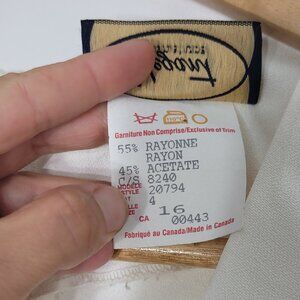 Garniture Non Comprise/Exclusive of Trim
55% RAYONNE
RAYON
45% ACETATE
C/S 8240
MODÈLE
STYLE 20794
4
16
CA 00443
Fabriqué au Canada/Made in Canada